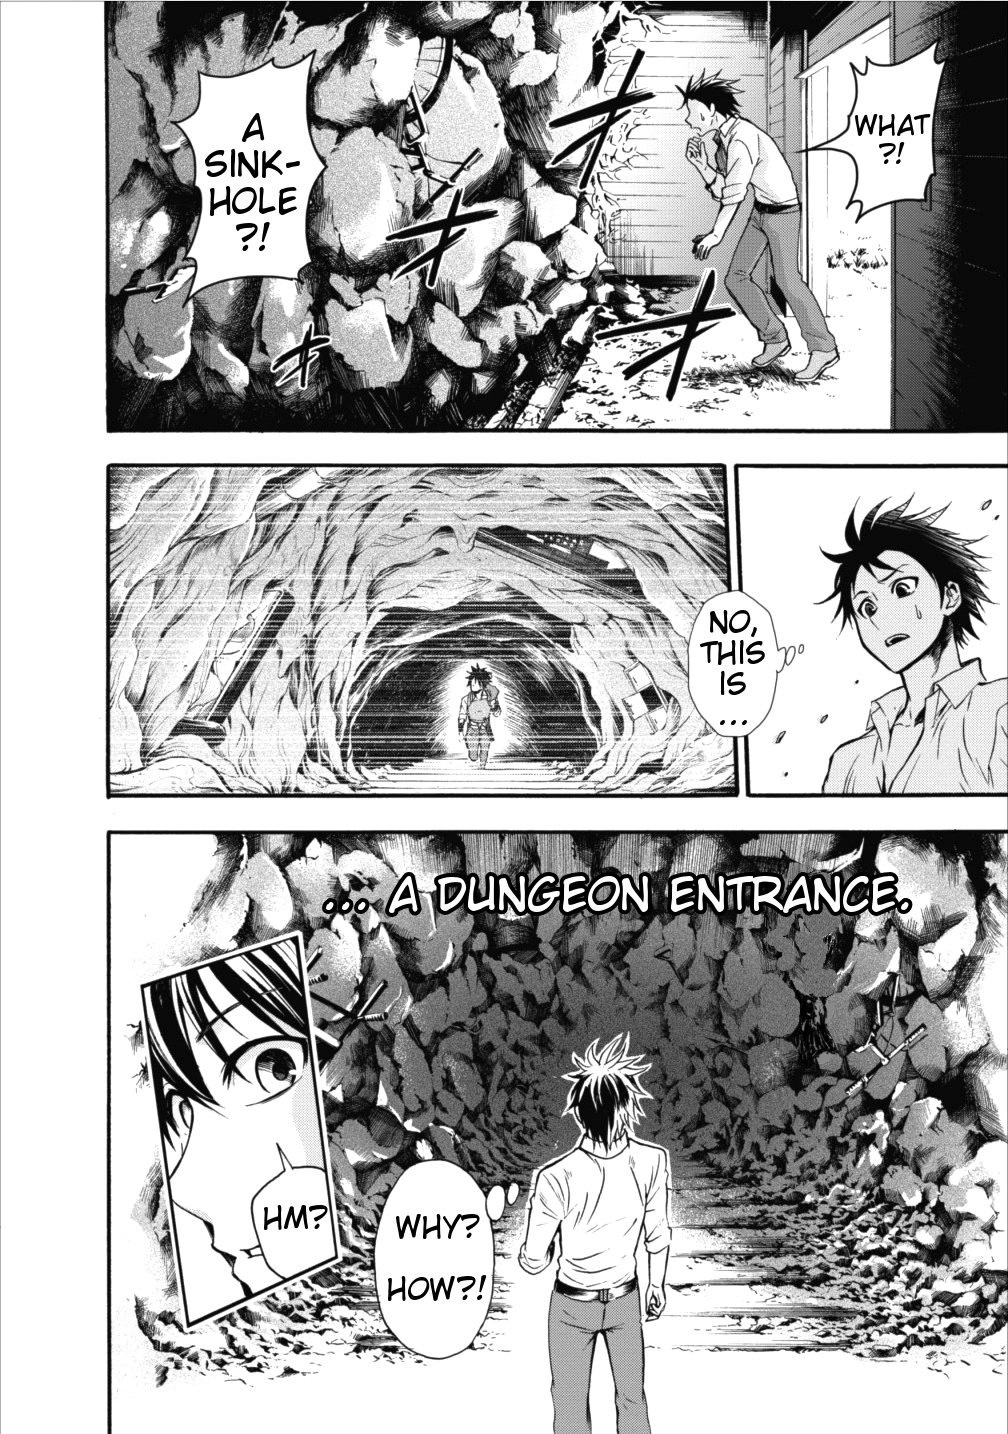 WHAT
?!
A
SINK-
HOLE
?!
NO,
THIS
IS
...
... A DUNGEON ENTRANCE.
WHY?
HOW?!
HM?